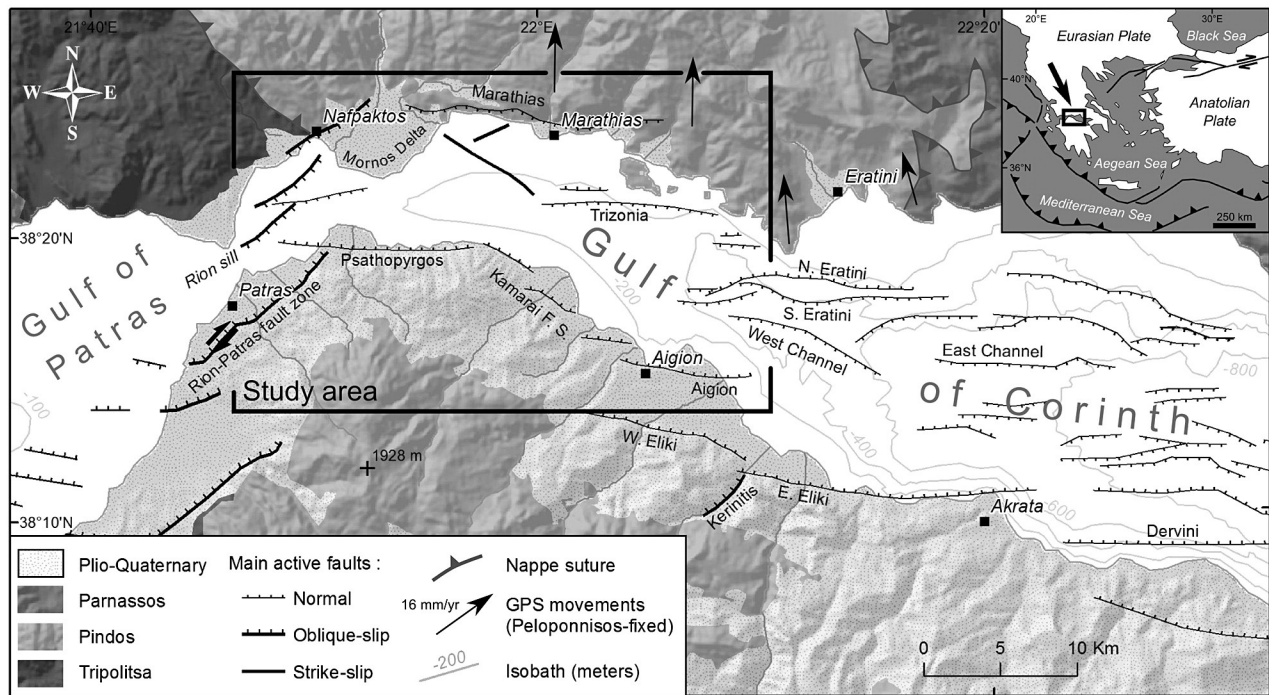 21°40'E
22°E
22°20'
N
W
E
S
Nafpaktos
Mornos Delta
Marathias
Marathias
Eratini
Trizonia
38°20'N
Gulf of
Patras
Rion sill
Psathopyrgos
Patras
Rion-Patras fault zone
Kamarai F. S.
Gulf
-200
N. Eratini
S. Eratini
West Channel
East Channel
-800
of Corinth
Aigion
Aigion
Study area
-100
-400
W. Eliki
1928 m
Kerinitis
E. Eliki
Akrata
-600
38°10'N
Dervini
20°E
30°E
Eurasian Plate
Black Sea
40°N
Anatolian
Plate
36°N
Aegean Sea
Mediterranean Sea
250 km
Plio-Quaternary
Parnassos
Pindos
Tripolitsa
Main active faults :
Normal
Oblique-slip
Strike-slip
Nappe suture
16 mm/yr
GPS movements
(Peloponnisos-fixed)
-200
Isobath (meters)
0 5 10 Km